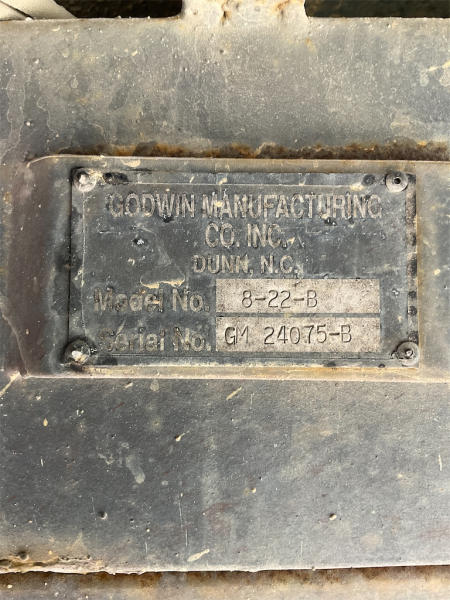 GODWIN MANUFACTURING
CO. INC.
DUNN, N.C.
Model No. 8-22-B
Serial No. GM 24075-B